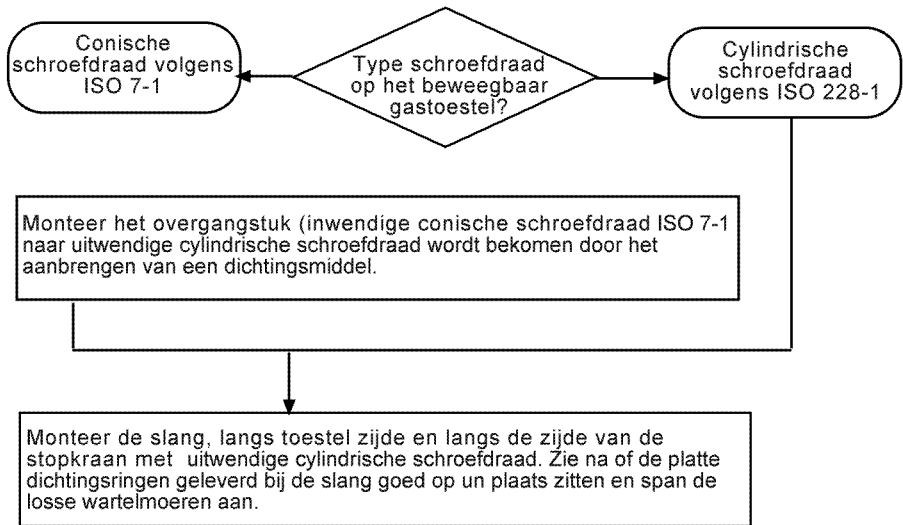 Conische
schroefdraad volgens
ISO 7-1
Type schroefdraad
op het beweegbaar
gastoestel?
Cylindrische
schroefdraad
volgens ISO 228-1
Monteer het overgangstuk (inwendige conische schroefdraad ISO 7-1
naar uitwendige cylindrische schroefdraad wordt bekomen door het
aanbrengen van een dichtingsmiddel.
Monteer de slang, langs toestel zijde en langs de zijde van de
stopkraan met uitwendige cylindrische schroefdraad. Zie na of de platte
dichtingsringen geleverd bij de slang goed op un plaats zitten en span de
losse wartelmoeren aan.